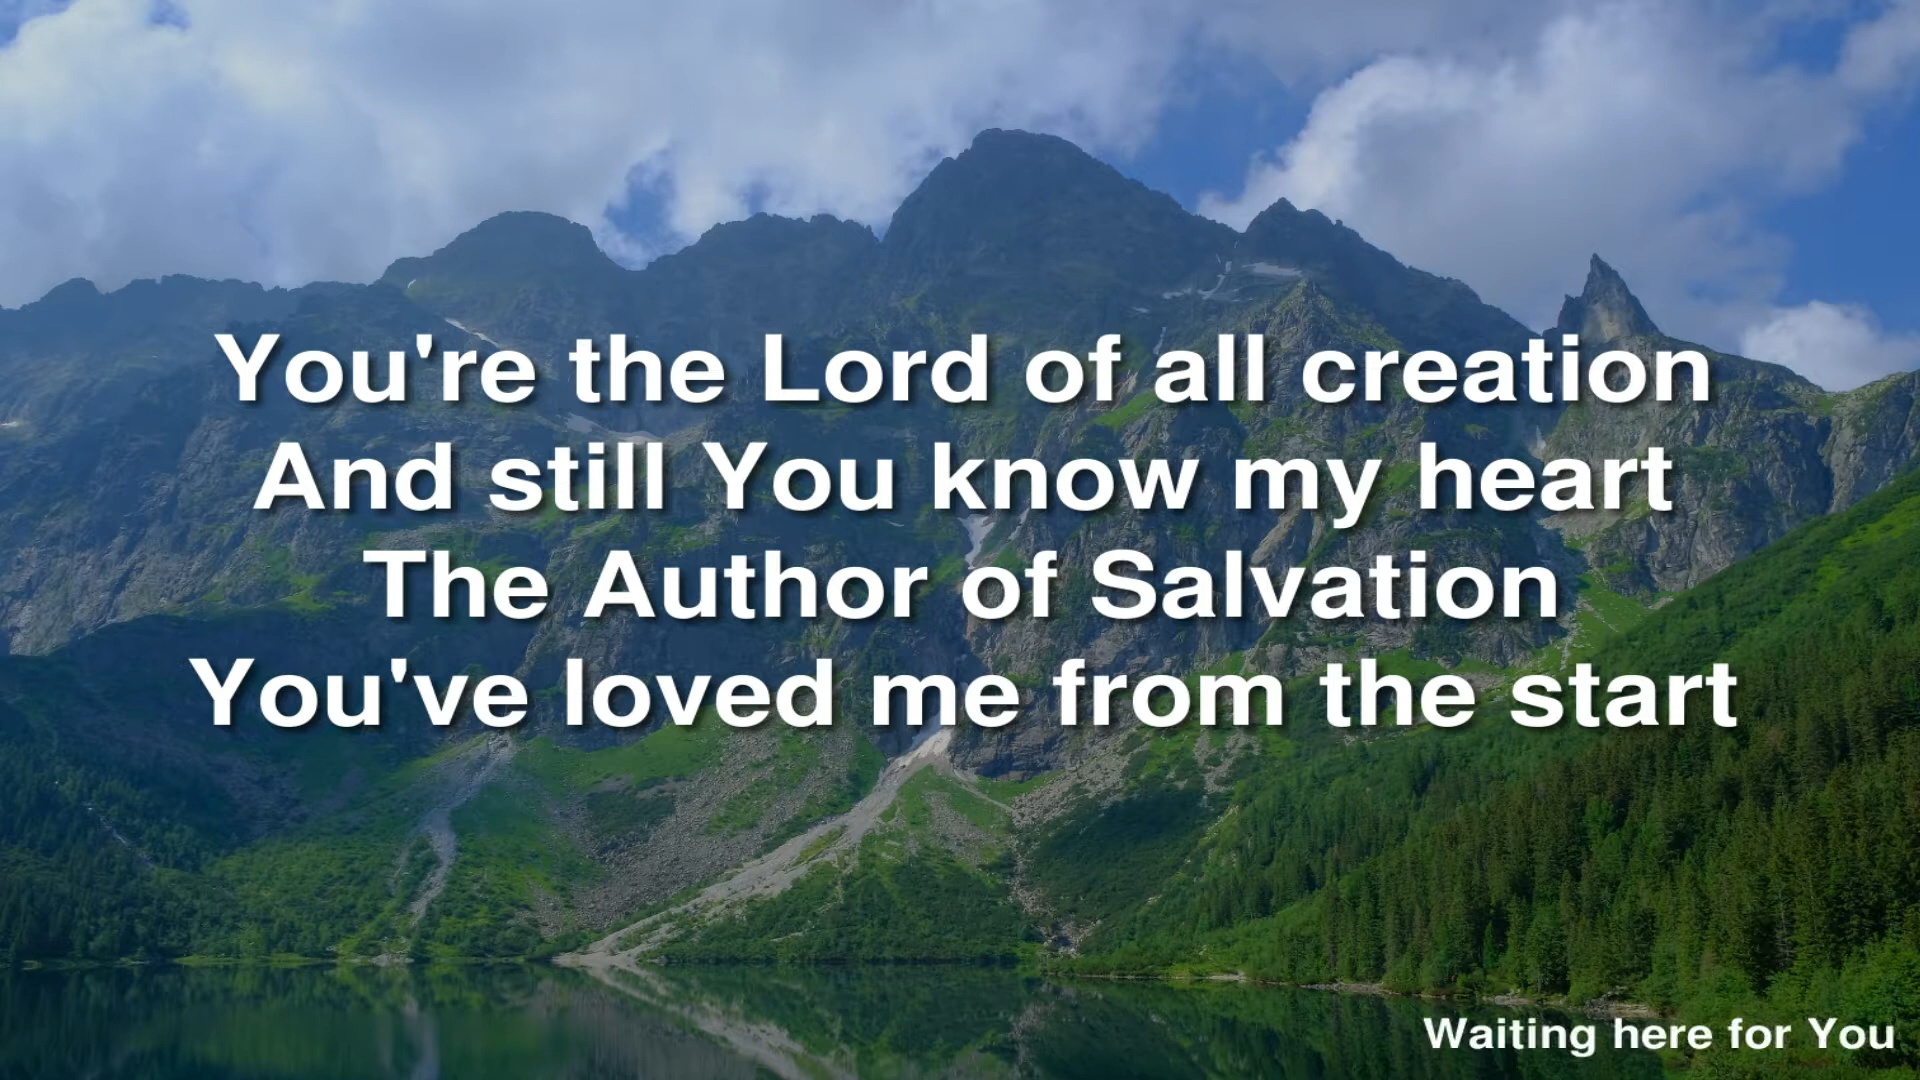 You're the Lord of all creation
And still You know my heart
The Author of Salvation
You've loved me from the start
Waiting here for You